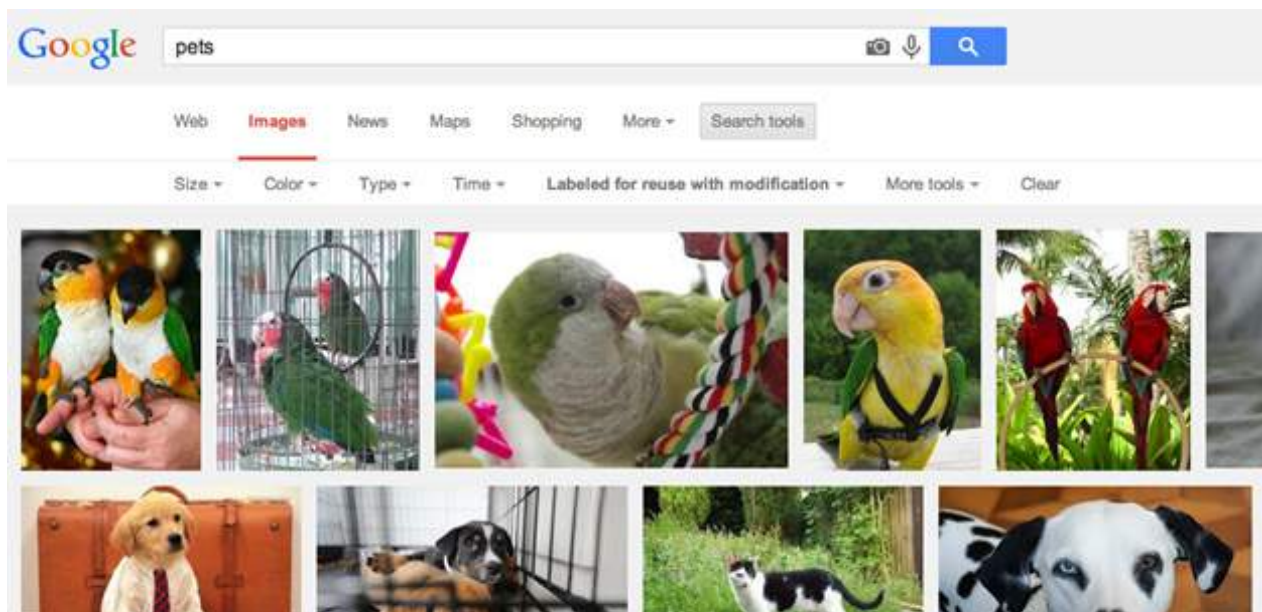 Google pets
Web Images News Maps Shopping More Search tools
Size Color Type Time Labeled for reuse with modification More tools Clear